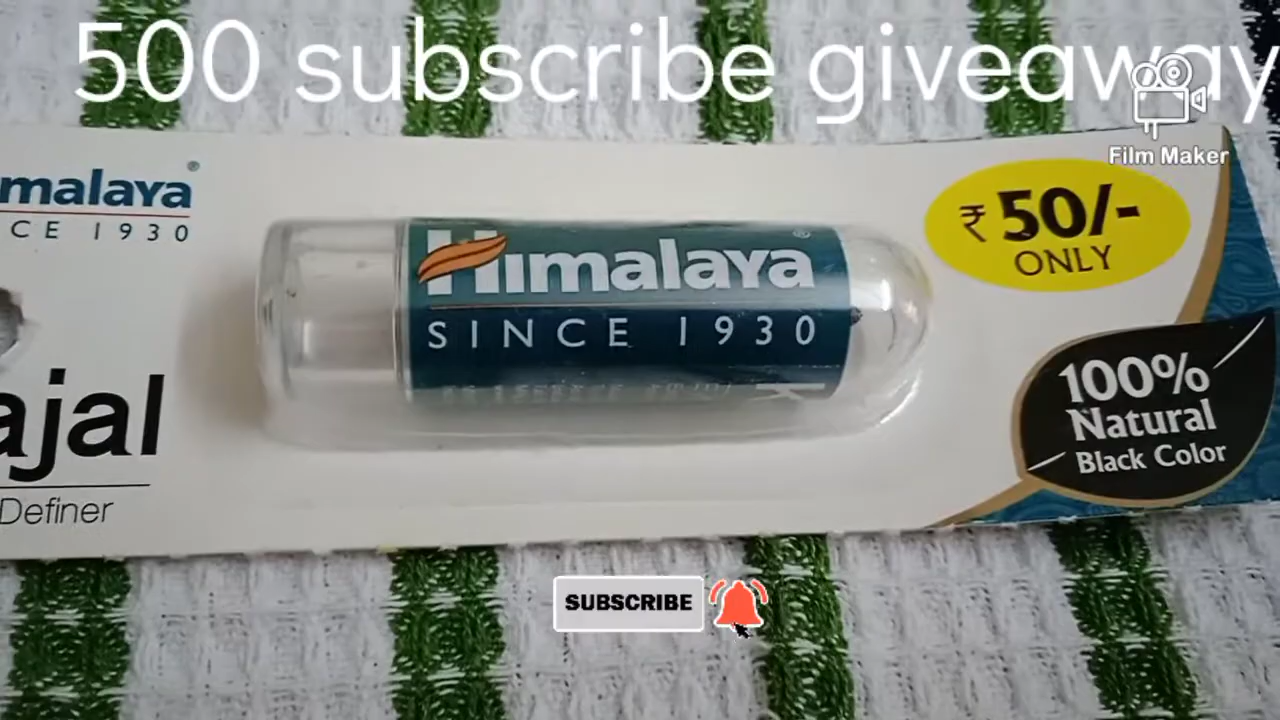 500 subscribe giveaway
Film Maker
malaya®
CE 1930
Himalaya®
SINCE 1930
₹ 50/-
ONLY
100%
Natural
Black Color
ajal
Definer
SUBSCRIBE